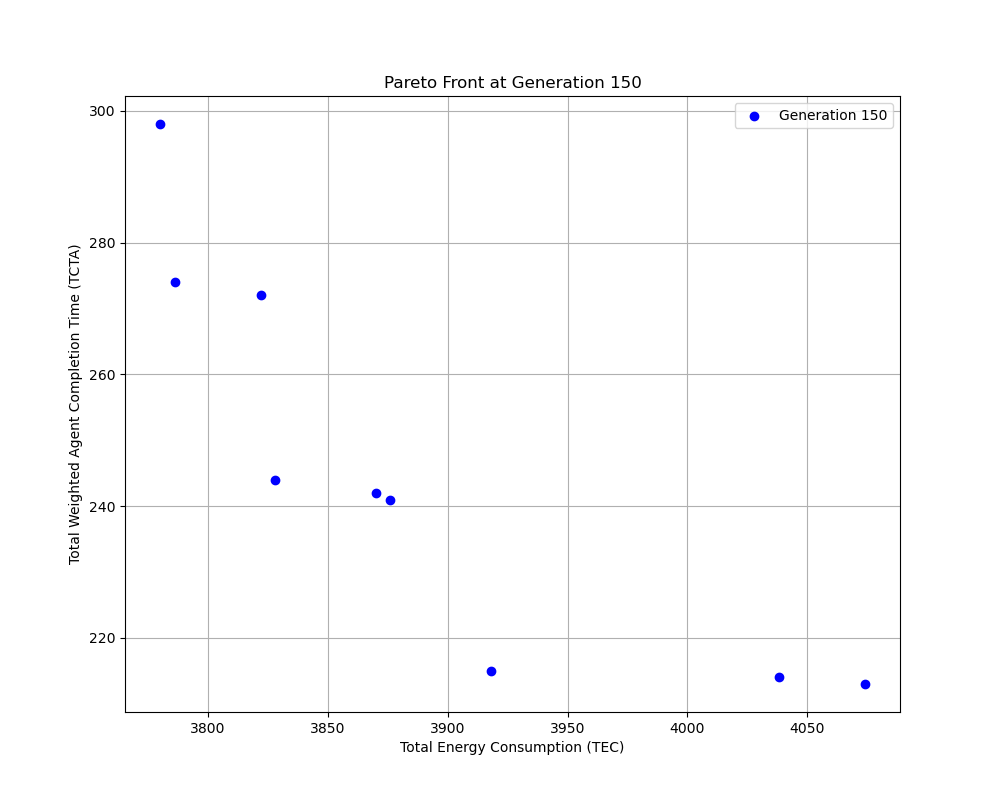 Pareto Front at Generation 150
Generation 150
300
280
260
240
220
Total Weighted Agent Completion Time (TCTA)
3800
3850
3900
3950
4000
4050
Total Energy Consumption (TEC)